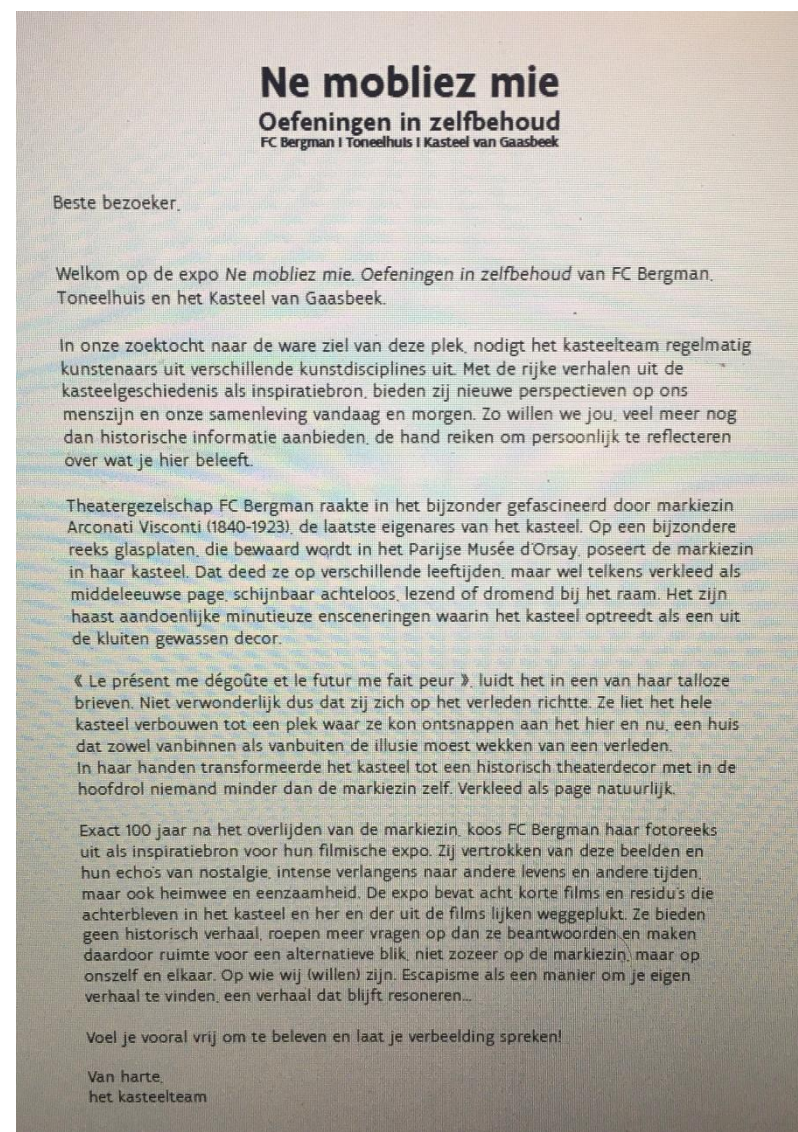 Ne mobliez mie
Oefeningen in zelfbehoud
FC Bergman I Toneelhuis I Kasteel van Gaasbeek
Beste bezoeker,
Welkom op de expo Ne mobliez mie. Oefeningen in zelfbehoud van FC Bergman,
Toneelhuis en het Kasteel van Gaasbeek.
In onze zoektocht naar de ware ziel van deze plek, nodigt het kasteelteam regelmatig
kunstenaars uit verschillende kunstdisciplines uit. Met de rijke verhalen uit de
kasteelgeschiedenis als inspiratiebron, bieden zij nieuwe perspectieven op ons
menszijn en onze samenleving vandaag en morgen. Zo willen we jou, veel meer nog
dan historische informatie aanbieden, de hand reiken om persoonlijk te reflecteren
over wat je hier beleeft.
Theatergezelschap FC Bergman raakte in het bijzonder gefascineerd door markiezin
Arconati Visconti (1840-1923), de laatste eigenares van het kasteel. Op een bijzondere
reeks glasplaten, die bewaard wordt in het Parijse Musée d'Orsay, poseert de markiezin
in haar kasteel. Dat deed ze op verschillende leeftijden, maar wel telkens verkleed als
middeleeuwse page, schijnbaar achteloos, lezend of dromend bij het raam. Het zijn
haast aandoenlijke minutieuze ensceneringen waarin het kasteel optreedt als een uit
de kluiten gewassen decor.
« Le présent me dégoûte et le futur me fait peur », luidt het in een van haar talloze
brieven. Niet verwonderlijk dus dat zij zich op het verleden richtte. Ze liet het hele
kasteel verbouwen tot een plek waar ze kon ontsnappen aan het hier en nu, een huis
dat zowel vanbinnen als vanbuiten de illusie moest wekken van een verleden.
In haar handen transformeerde het kasteel tot een historisch theaterdecor met in de
hoofdrol niemand minder dan de markiezin zelf. Verkleed als page natuurlijk.
Exact 100 jaar na het overlijden van de markiezin, koos FC Bergman haar fotoreeks
uit als inspiratiebron voor hun filmische expo. Zij vertrokken van deze beelden en
hun echo's van nostalgie, intense verlangens naar andere levens en andere tijden,
maar ook heimwee en eenzaamheid. De expo bevat acht korte films en residu's die
achterbleven in het kasteel en her en der uit de films lijken weggeplukt. Ze bieden
geen historisch verhaal, roepen meer vragen op dan ze beantwoorden en maken
daardoor ruimte voor een alternatieve blik, niet zozeer op de markiezin, maar op
onszelf en elkaar. Op wie wij (willen) zijn. Escapisme als een manier om je eigen
verhaal te vinden, een verhaal dat blijft resoneren...
Voel je vooral vrij om te beleven en laat je verbeelding spreken!
Van harte,
het kasteelteam